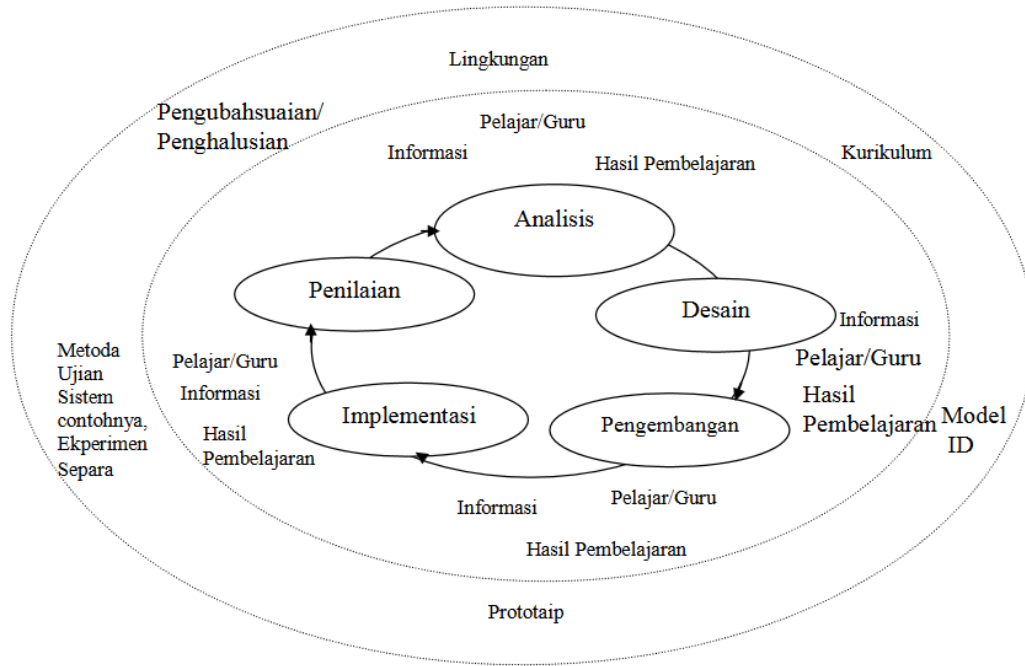 Lingkungan
Pengubahsuaian/
Penghalusian
Pelajar/Guru
Informasi
Kurikulum
Hasil Pembelajaran
Analisis
Penilaian
Desain
Informasi
Metoda
Ujian
Sistem
contohnya,
Ekperimen
Separa
Pelajar/Guru
Informasi
Pelajar/Guru
Hasil
Pembelajaran
Implementasi
Pengembangan
Model
ID
Hasil
Pembelajaran
Informasi
Pelajar/Guru
Hasil Pembelajaran
Prototaip